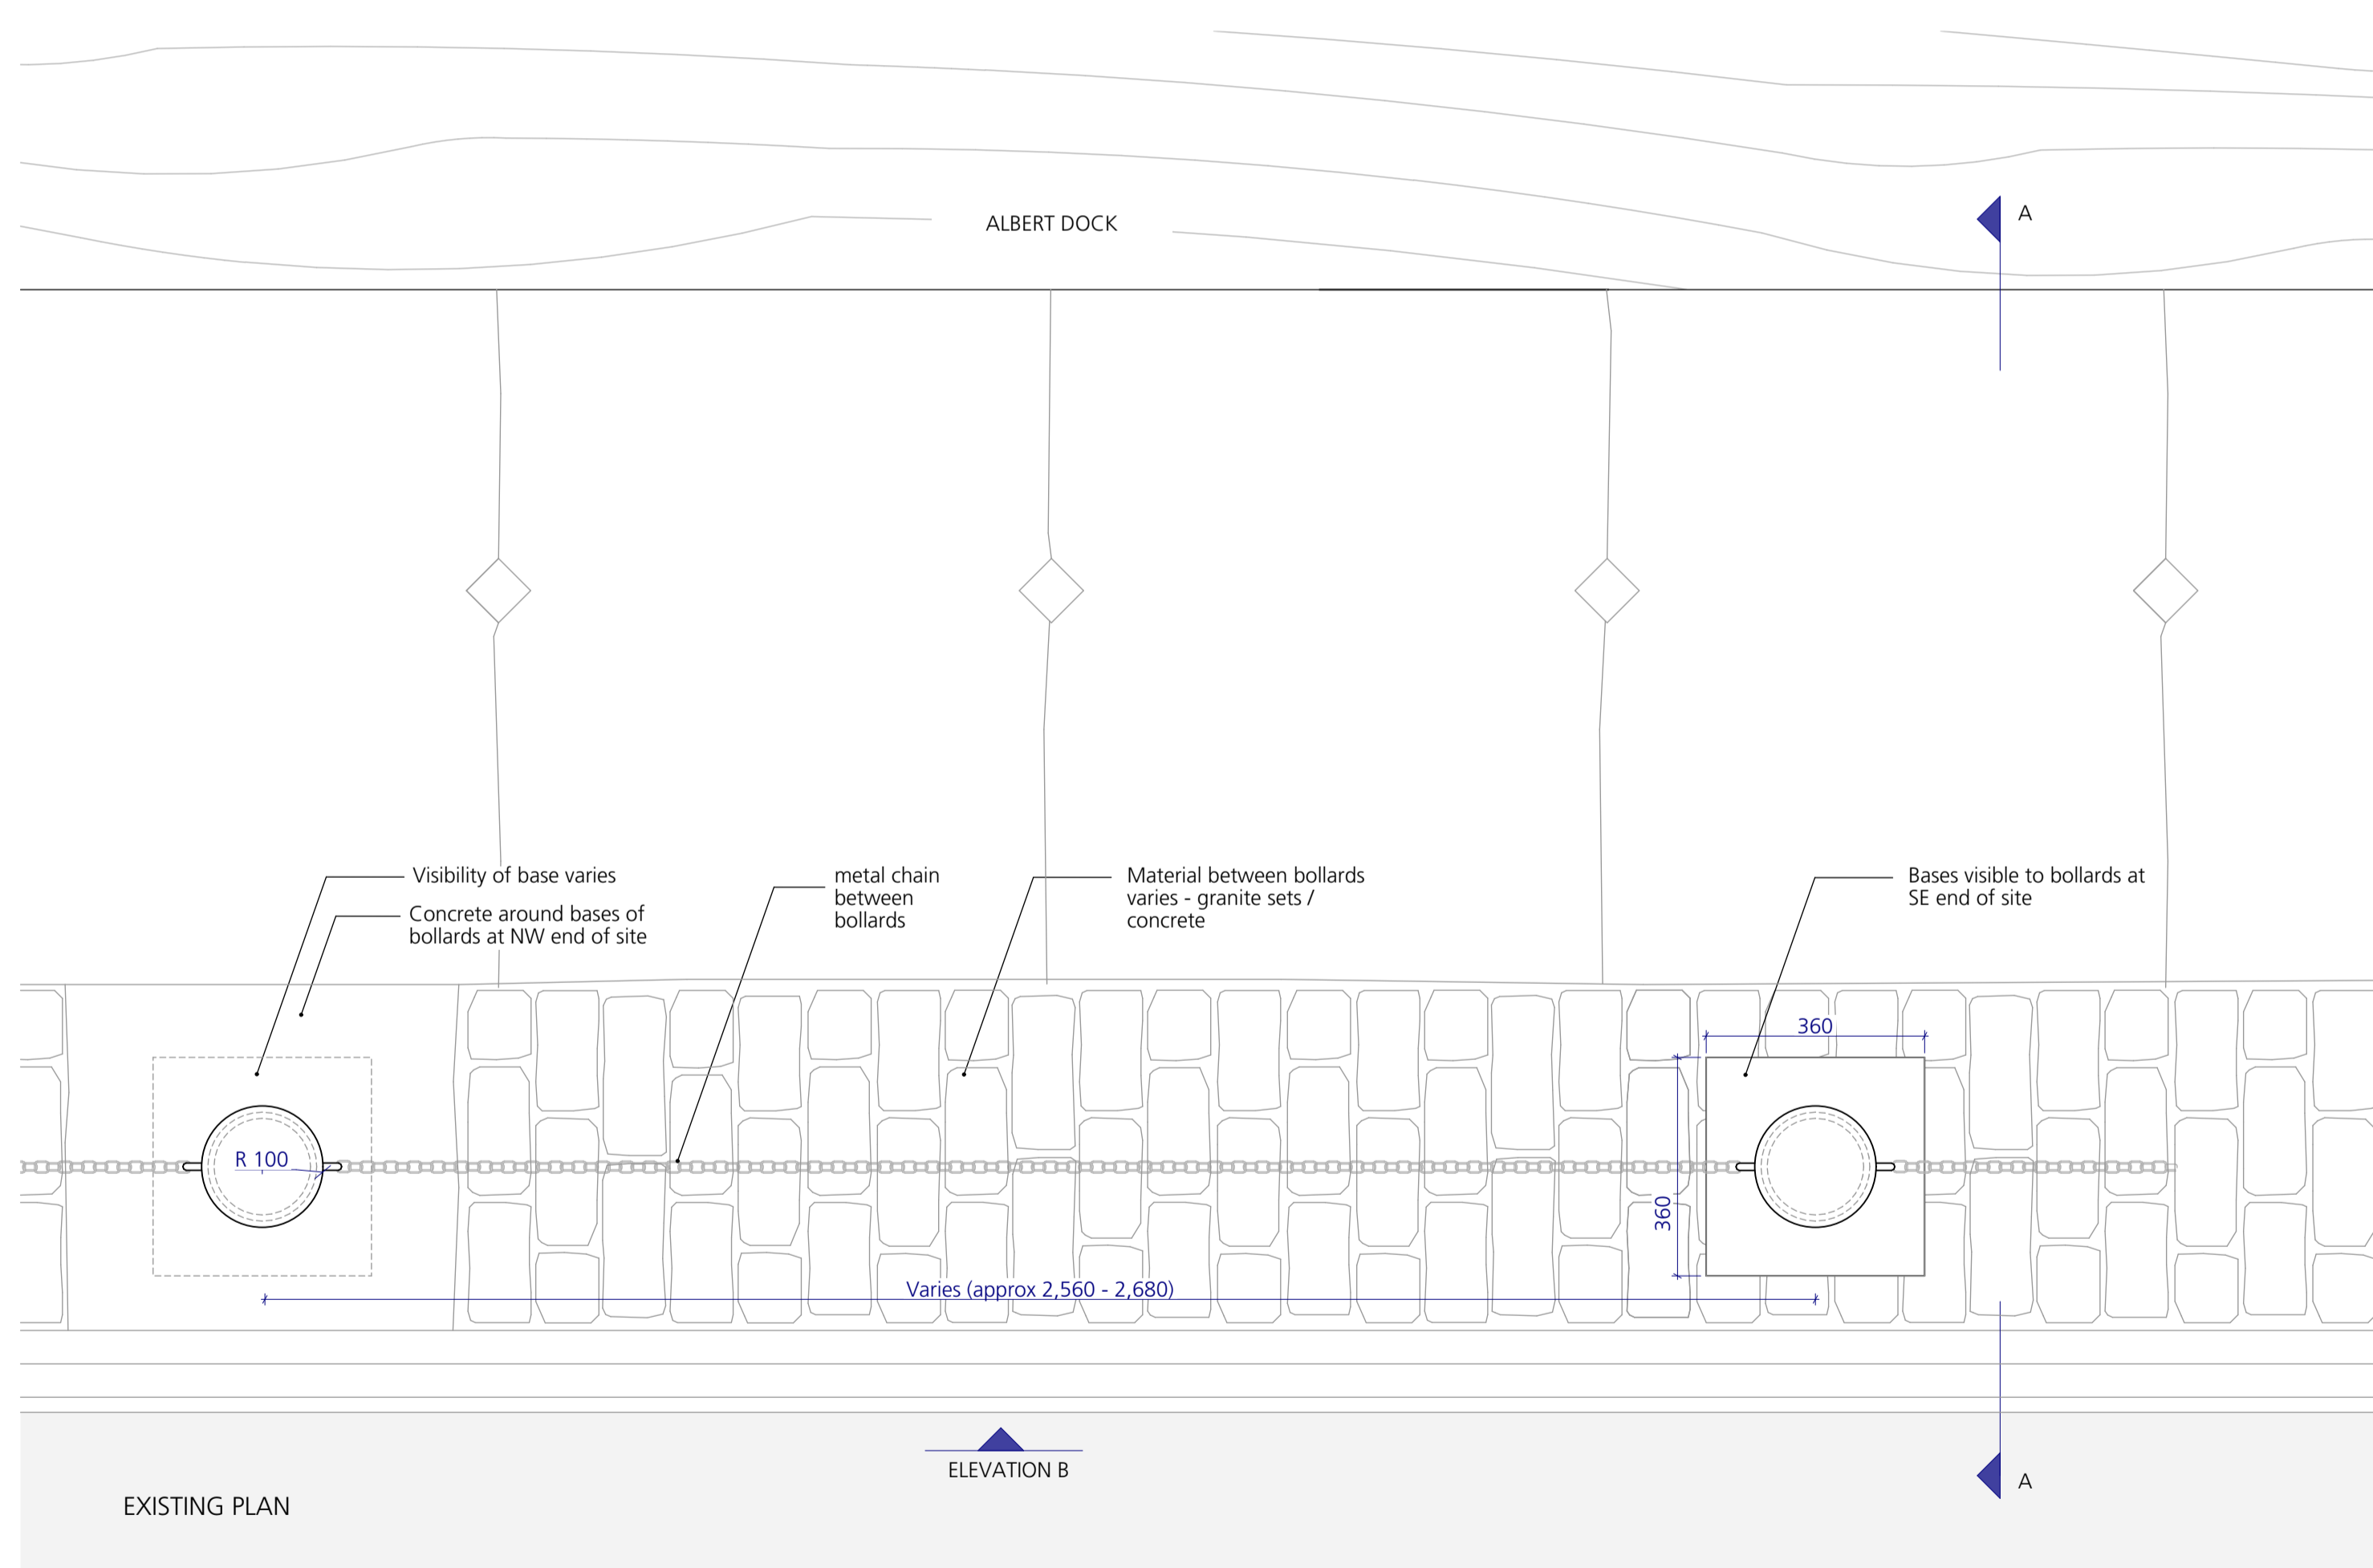 ALBERT DOCK
A
Visibility of base varies
Concrete around bases of
bollards at NW end of site
metal chain
between
bollards
Material between bollards
varies - granite sets /
concrete
Bases visible to bollards at
SE end of site
360
R 100
360
Varies (approx 2,560 - 2,680)
ELEVATION B
A
EXISTING PLAN